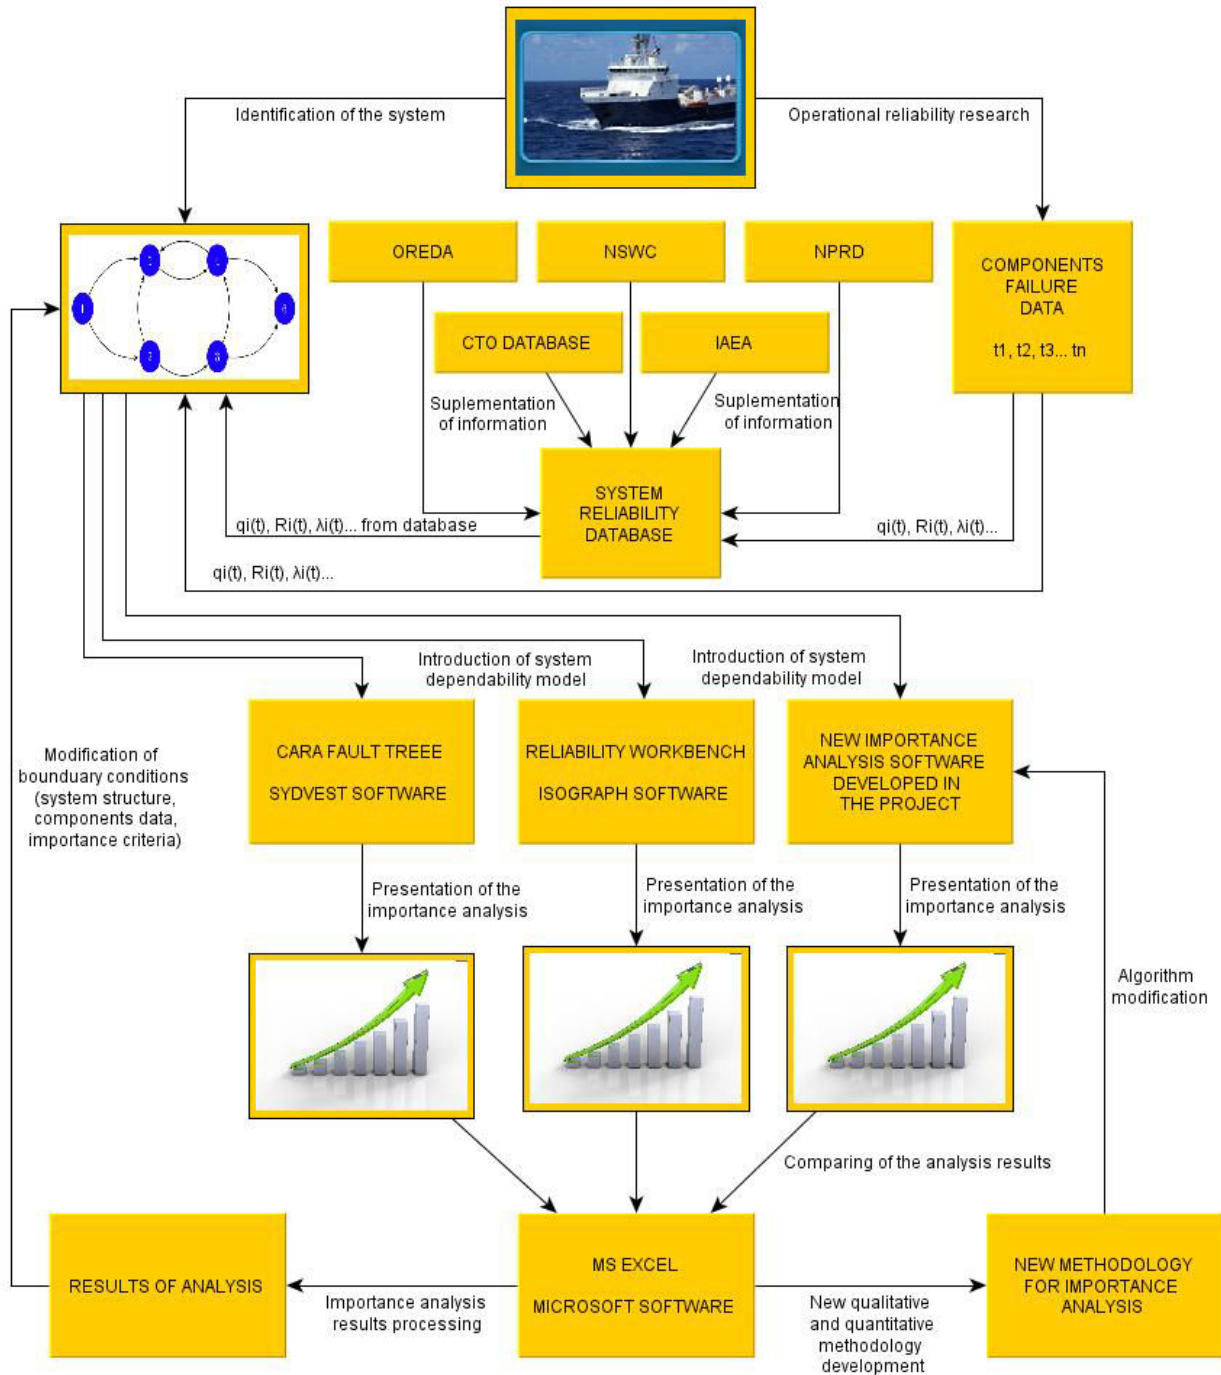 Identification of the system
Operational reliability research
OREDA
NSWC
NPRD
COMPONENTS
FAILURE
DATA
t1, t2, t3... tn
1
6
CTO DATABASE
IAEA
Suplementation
of information
Suplementation
of information
SYSTEM
RELIABILITY
DATABASE
qi(t), Ri(t), λi(t)... from database
qi(t), Ri(t), λi(t)...
qi(t), Ri(t), λi(t)...
Introduction of system
dependability model
Introduction of system
dependability model
Modification of
bounduary conditions
(system structure,
components data,
importance criteria)
CARA FAULT TREEE
SYDVEST SOFTWARE
RELIABILITY WORKBENCH
ISOGRAPH SOFTWARE
NEW IMPORTANCE
ANALYSIS SOFTWARE
DEVELOPED IN
THE PROJECT
Presentation of the
importance analysis
Presentation of the
importance analysis
Presentation of the
importance analysis
Algorithm
modification
Comparing of the analysis results
RESULTS OF ANALYSIS
Importance analysis
results processing
MS EXCEL
MICROSOFT SOFTWARE
New qualitative
and quantitative
methodology
development
NEW METHODOLOGY
FOR IMPORTANCE
ANALYSIS